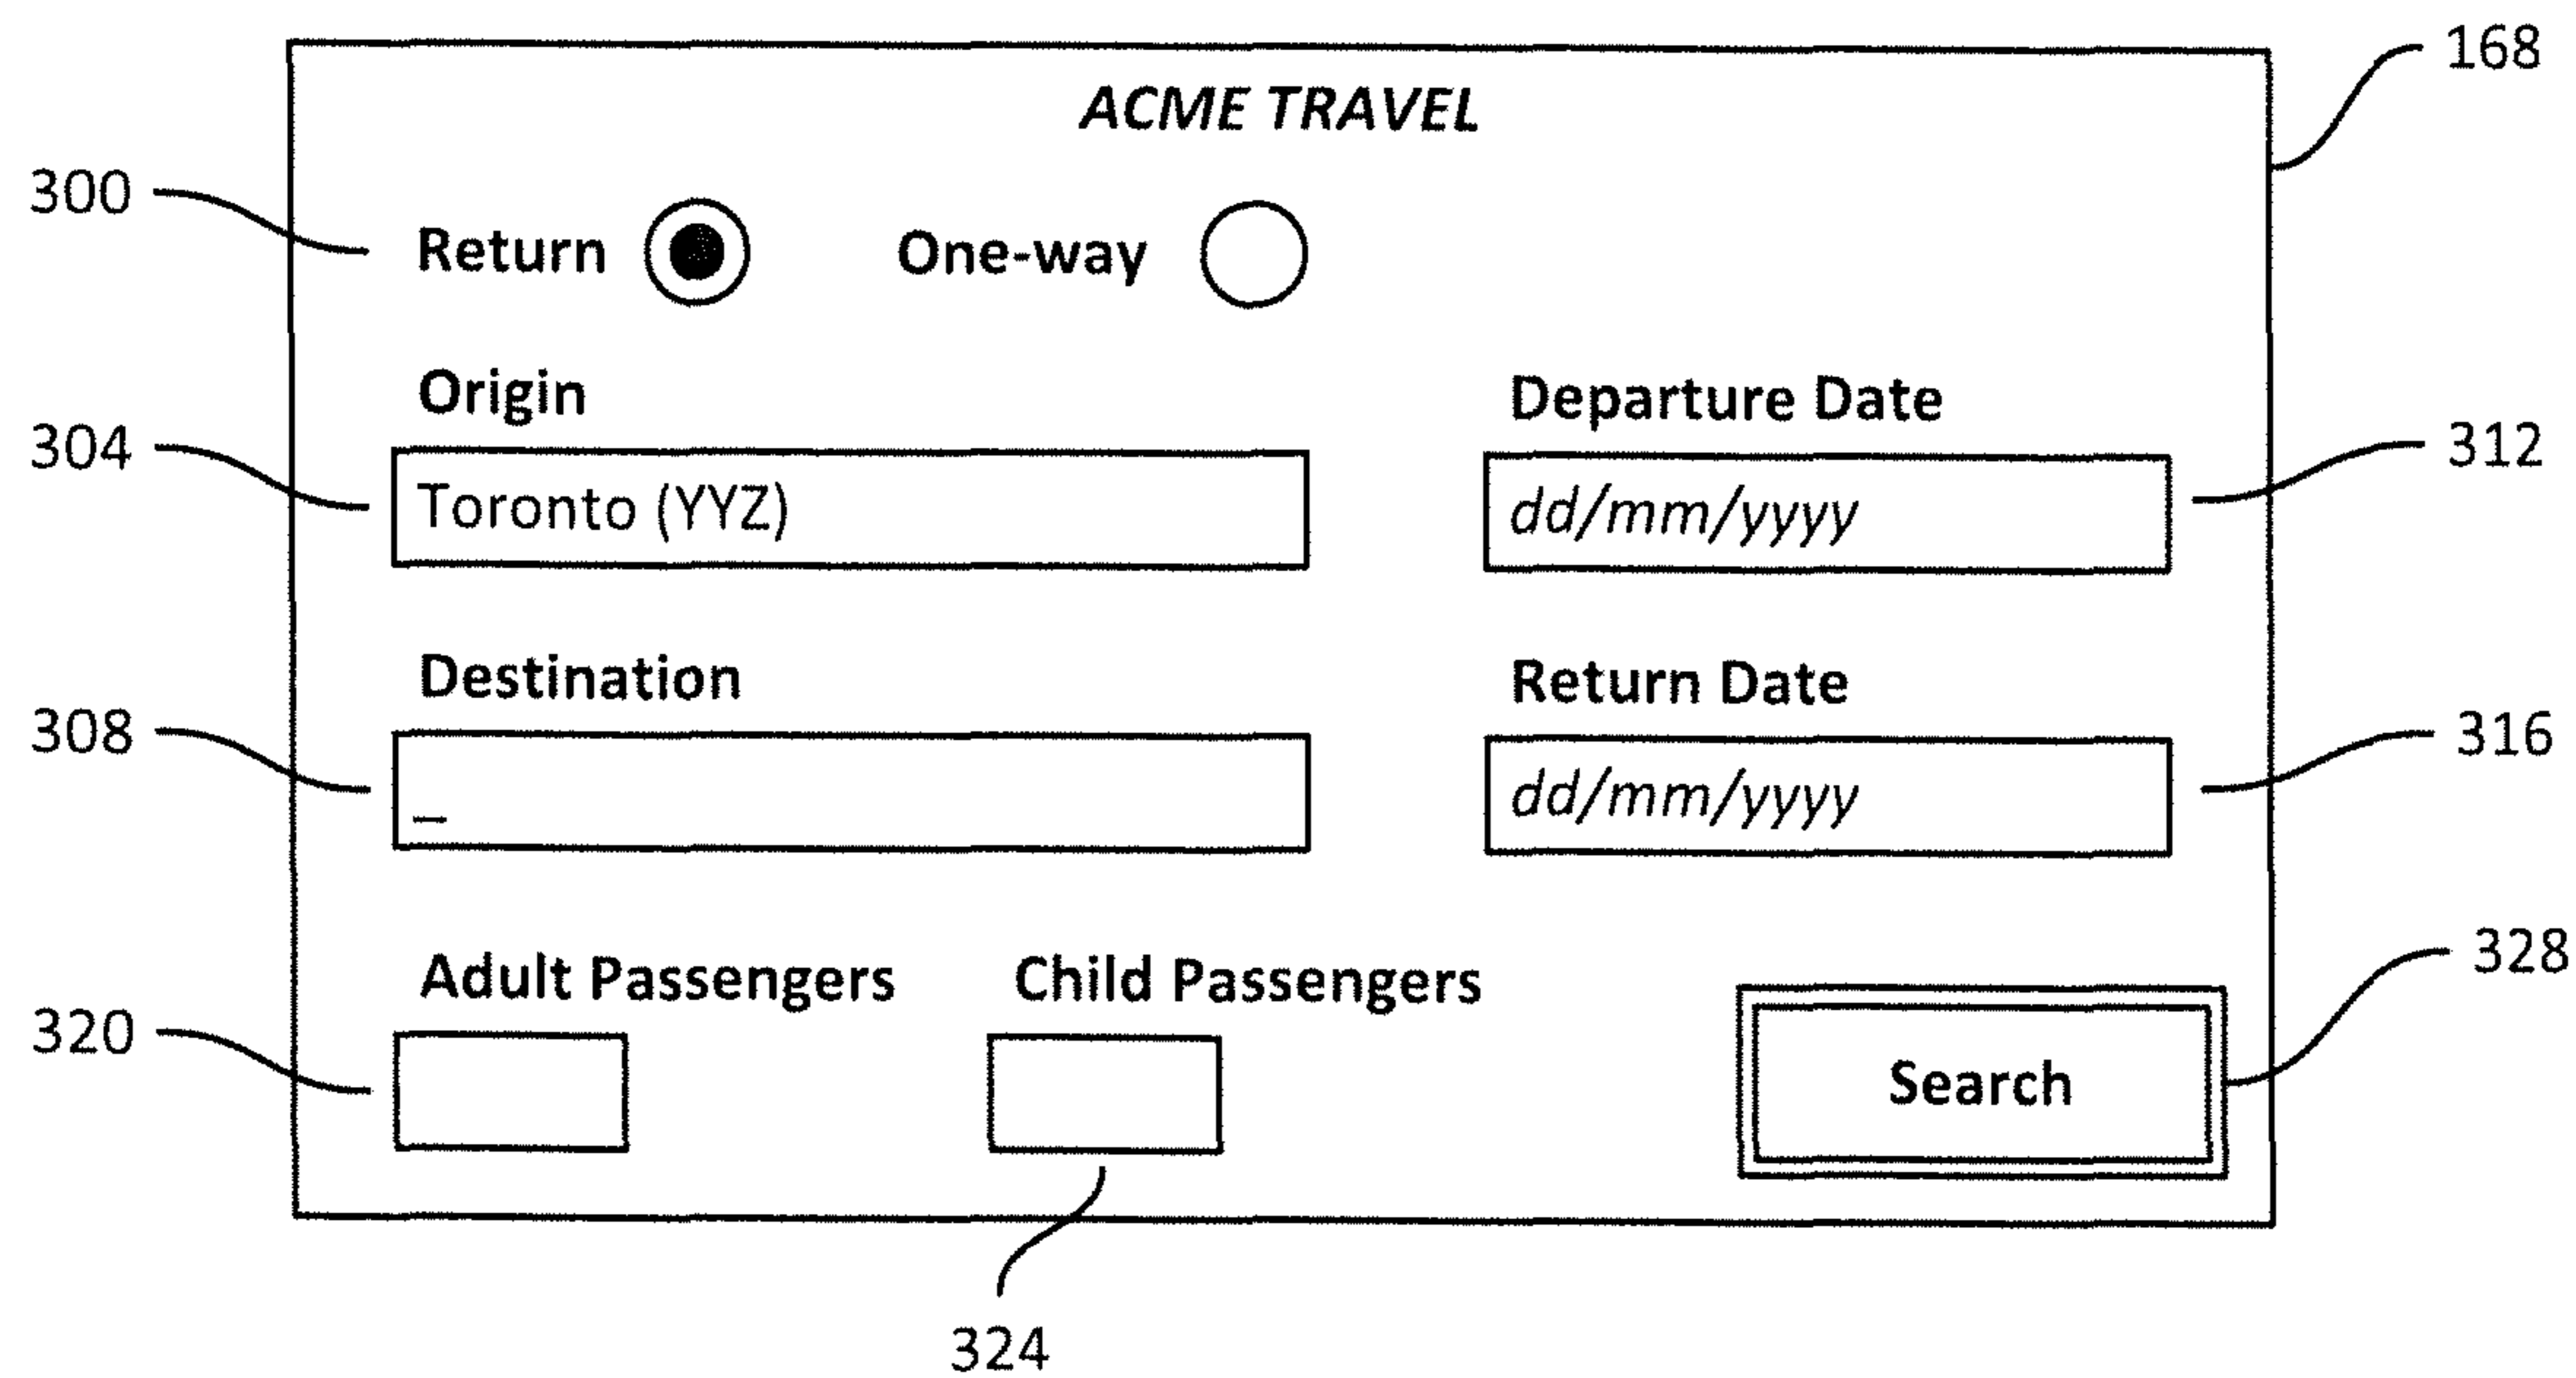 168
ACME TRAVEL
300
Return One-way
Origin Departure Date
304 312
Toronto (YYZ) dd/mm/yyyy
Destination Return Date
308 316
_ dd/mm/yyyy
Adult Passengers Child Passengers 328
320
Search
324